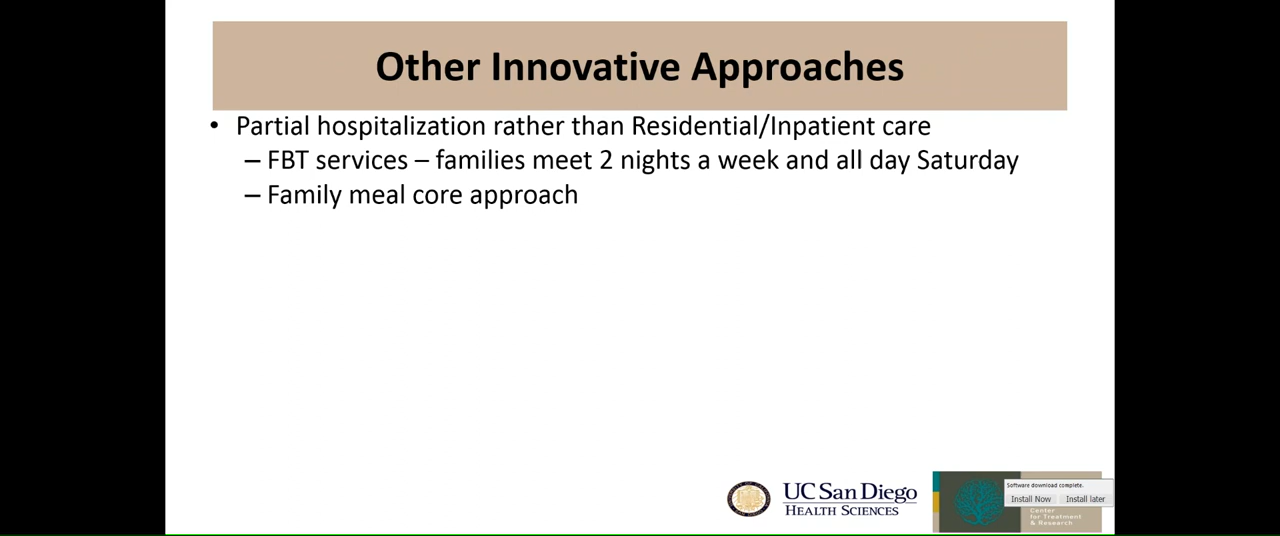 Other Innovative Approaches
• Partial hospitalization rather than Residential/Inpatient care
– FBT services – families meet 2 nights a week and all day Saturday
– Family meal core approach
UC San Diego
HEALTH SCIENCES
Software download complete.
Install Now Install later
Center
for Treatment
& Research